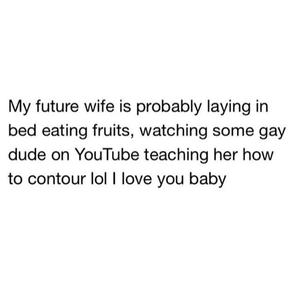 My future wife is probably laying in
bed eating fruits, watching some gay
dude on YouTube teaching her how
to contour lol I love you baby